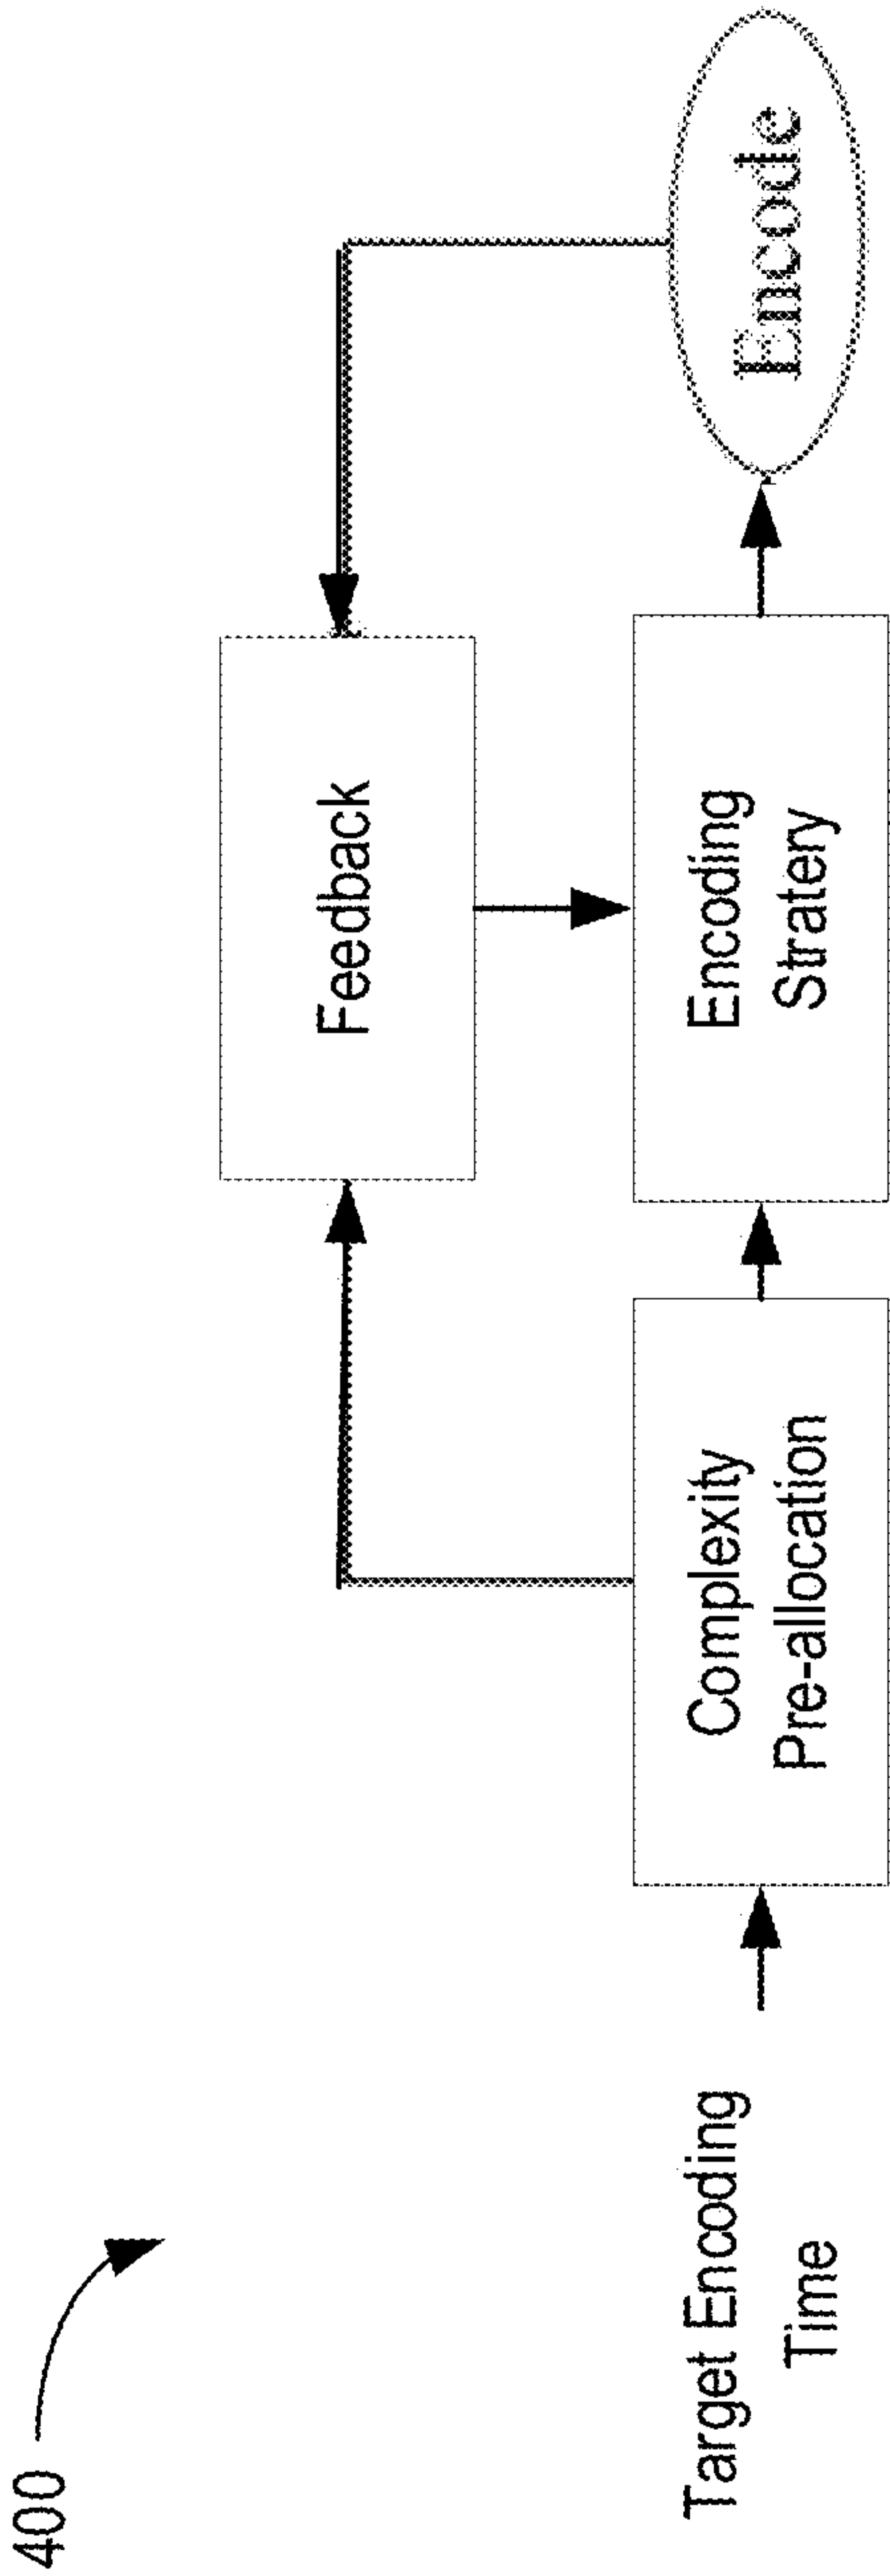 400
Feedback
Target Encoding
Time
Complexity
Pre-allocation
Encoding
Stratery
Encode